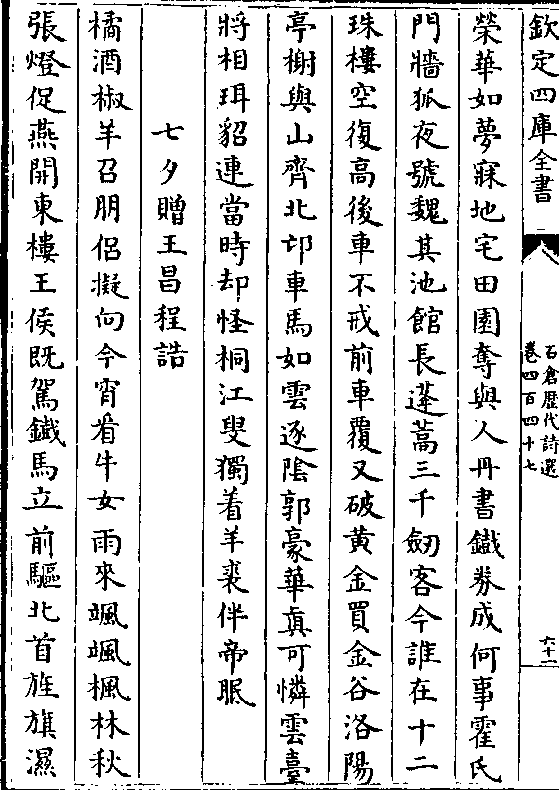 欽定四庫全書
石倉歷代詩選
卷四百四十七
六十二
榮華如夢寐地宅田園奪與人丹書鐵券成何事霍氏
門牆狐夜號魏其池館長蓬蒿三千劒客今誰在十二
珠樓空復高後車不戒前車覆又破黄金買金谷洛陽
亭榭與山齊北邙車馬如雲逐陰郭豪華真可憐雲臺
將相珥貂連當時却怪桐江叟獨着羊裘伴帝眠
七夕贈王昌程誥
橘酒椒羊召朋侣擬向今宵看牛女雨來颯颯楓林秋
張燈促燕開東樓王侯既駕鐵馬立前驅北首旌旗濕